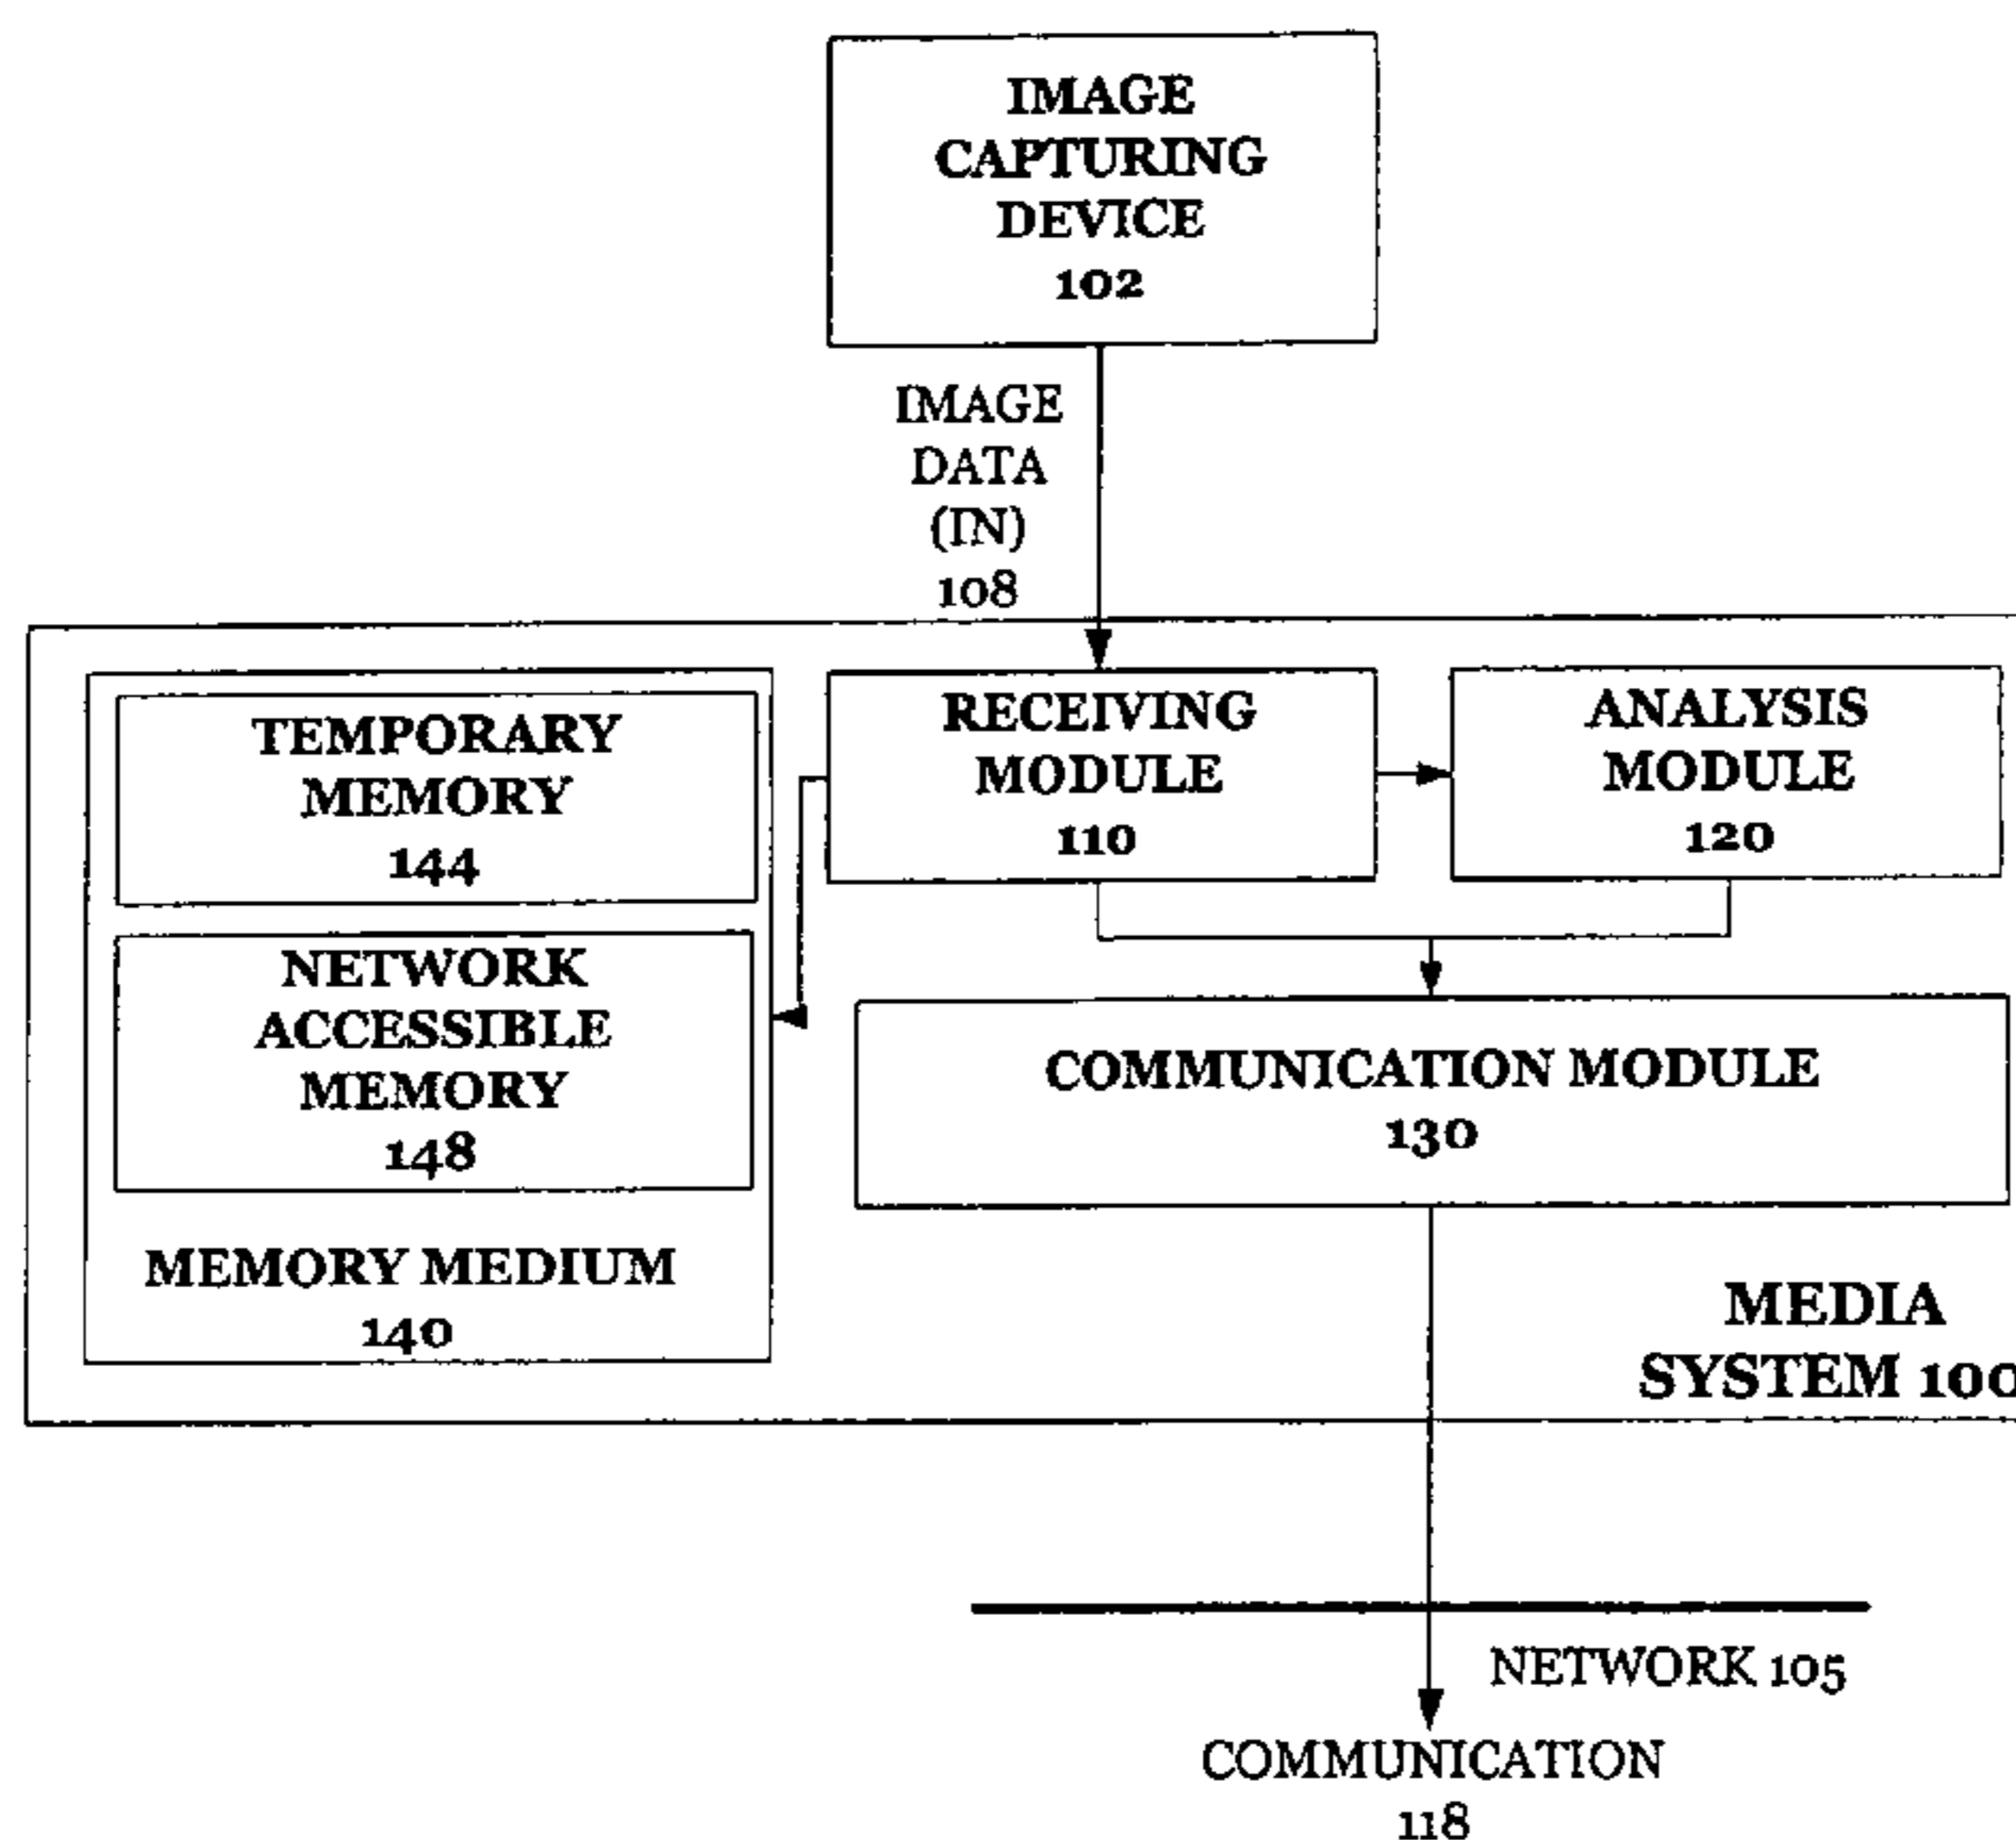 IMAGE
CAPTURING
DEVICE
102
IMAGE
DATA
(IN)
108
TEMPORARY
MEMORY
144
NETWORK
ACCESSIBLE
MEMORY
148
MEMORY MEDIUM
140
RECEIVING
MODULE
110
ANALYSIS
MODULE
120
COMMUNICATION MODULE
130
MEDIA
SYSTEM 100
NETWORK 105
COMMUNICATION
118